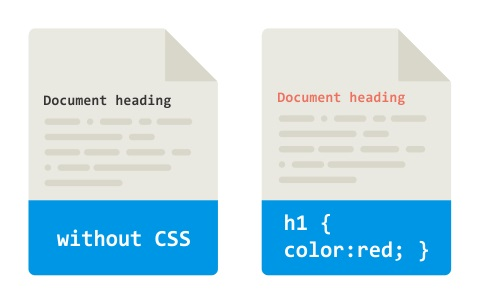 Document heading
without CSS
Document heading
h1 {
color:red; }